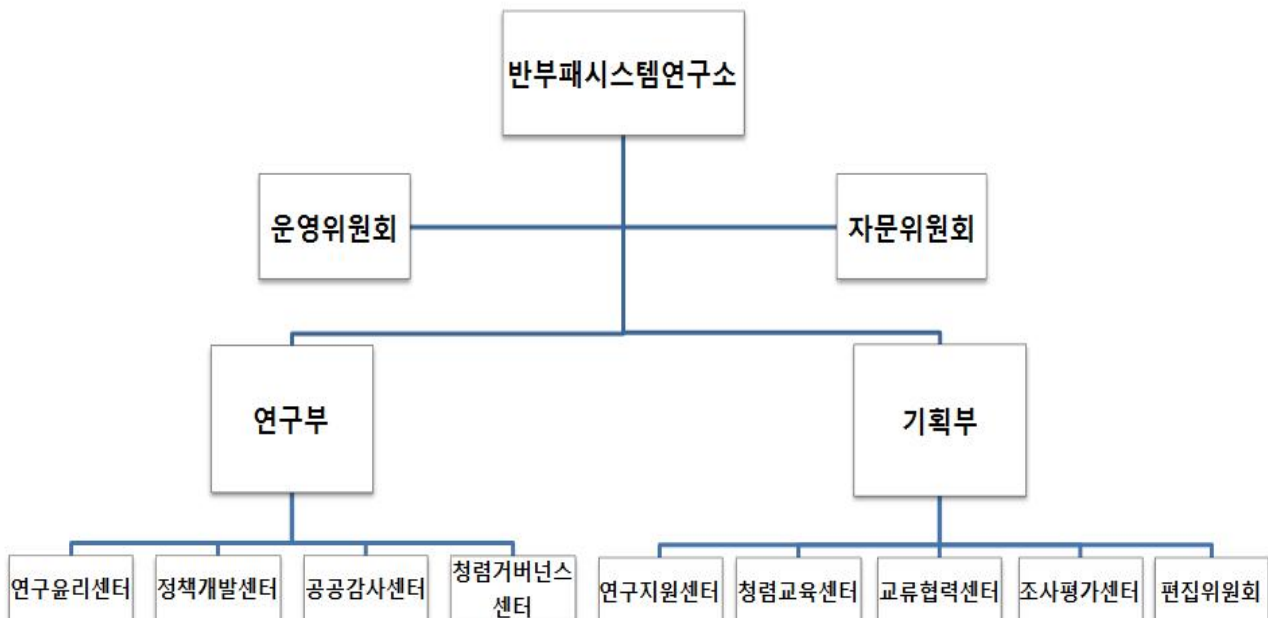 반부패시스템연구소
운영위원회
자문위원회
연구부
기획부
연구윤리센터
정책개발센터
공공감사센터
청렴거버넌스
센터
연구지원센터
청렴교육센터
교류협력센터
조사평가센터
편집위원회